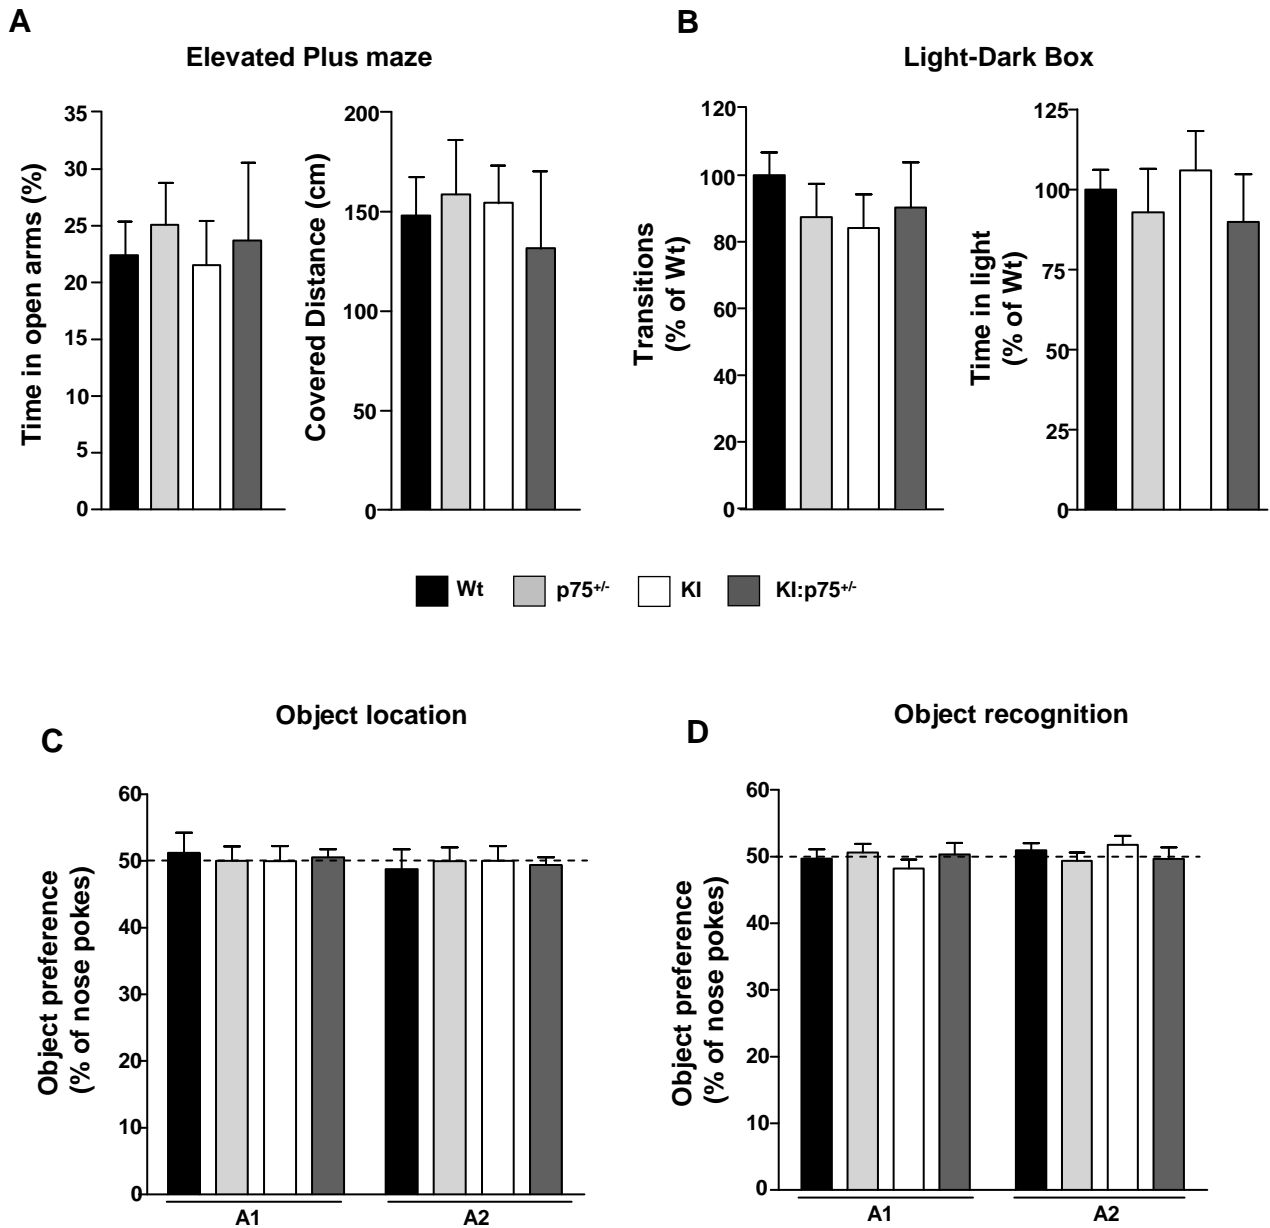 A
Elevated Plus maze
35
30
25
20
15
10
5
0
Time in open arms (%)
200
150
100
50
0
Covered Distance (cm)
B
Light-Dark Box
120
100
80
60
40
20
0
Transitions
(% of Wt)
125
100
75
50
25
0
Time in light
(% of Wt)
Wt
p75+/-
KI
KI:p75+/-
C
Object location
60
50
40
30
20
10
0
Object preference
(% of nose pokes)
A1
A2
D
Object recognition
60
50
40
30
20
10
0
Object preference
(% of nose pokes)
A1
A2